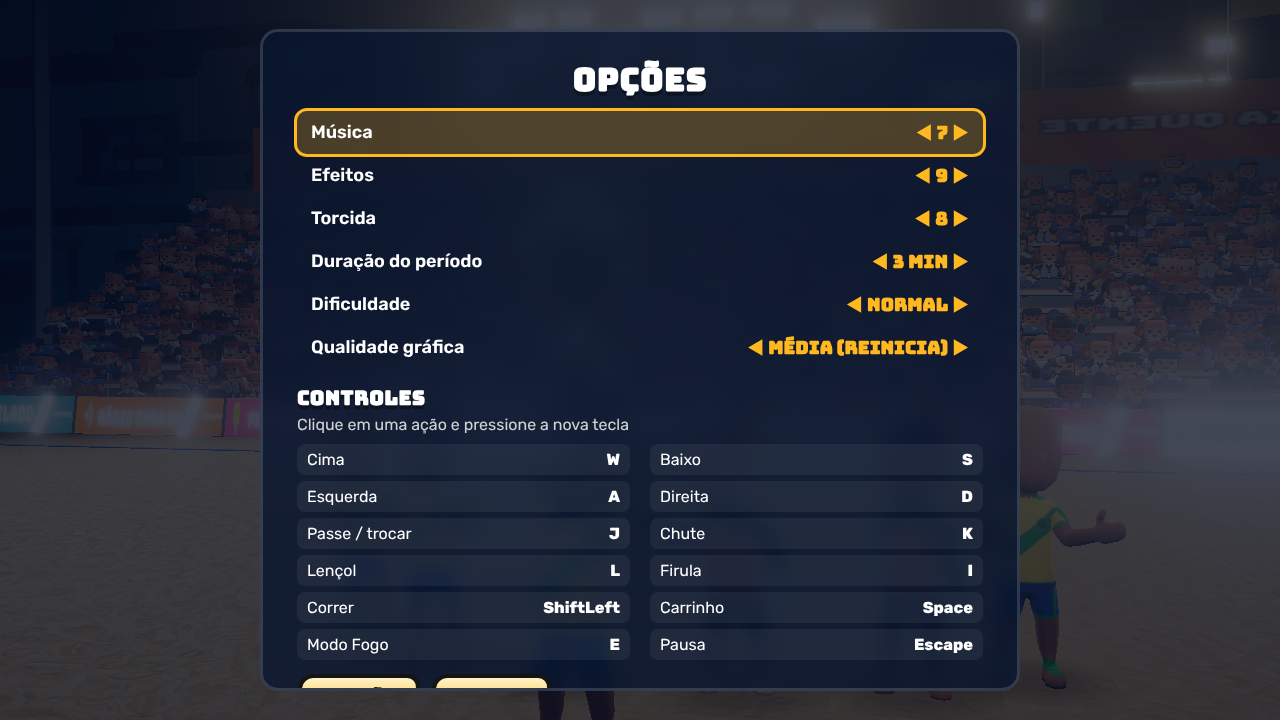 OPÇÕES
Música ◀ 7 ▶
Efeitos ◀ 9 ▶
Torcida ◀ 8 ▶
Duração do período ◀ 3 MIN ▶
Dificuldade ◀ NORMAL ▶
Qualidade gráfica ◀ MÉDIA (REINICIA) ▶
CONTROLES
Clique em uma ação e pressione a nova tecla
Cima W
Baixo S
Esquerda A
Direita D
Passe / trocar J
Chute K
Lençol L
Firula I
Correr ShiftLeft
Carrinho Space
Modo Fogo E
Pausa Escape